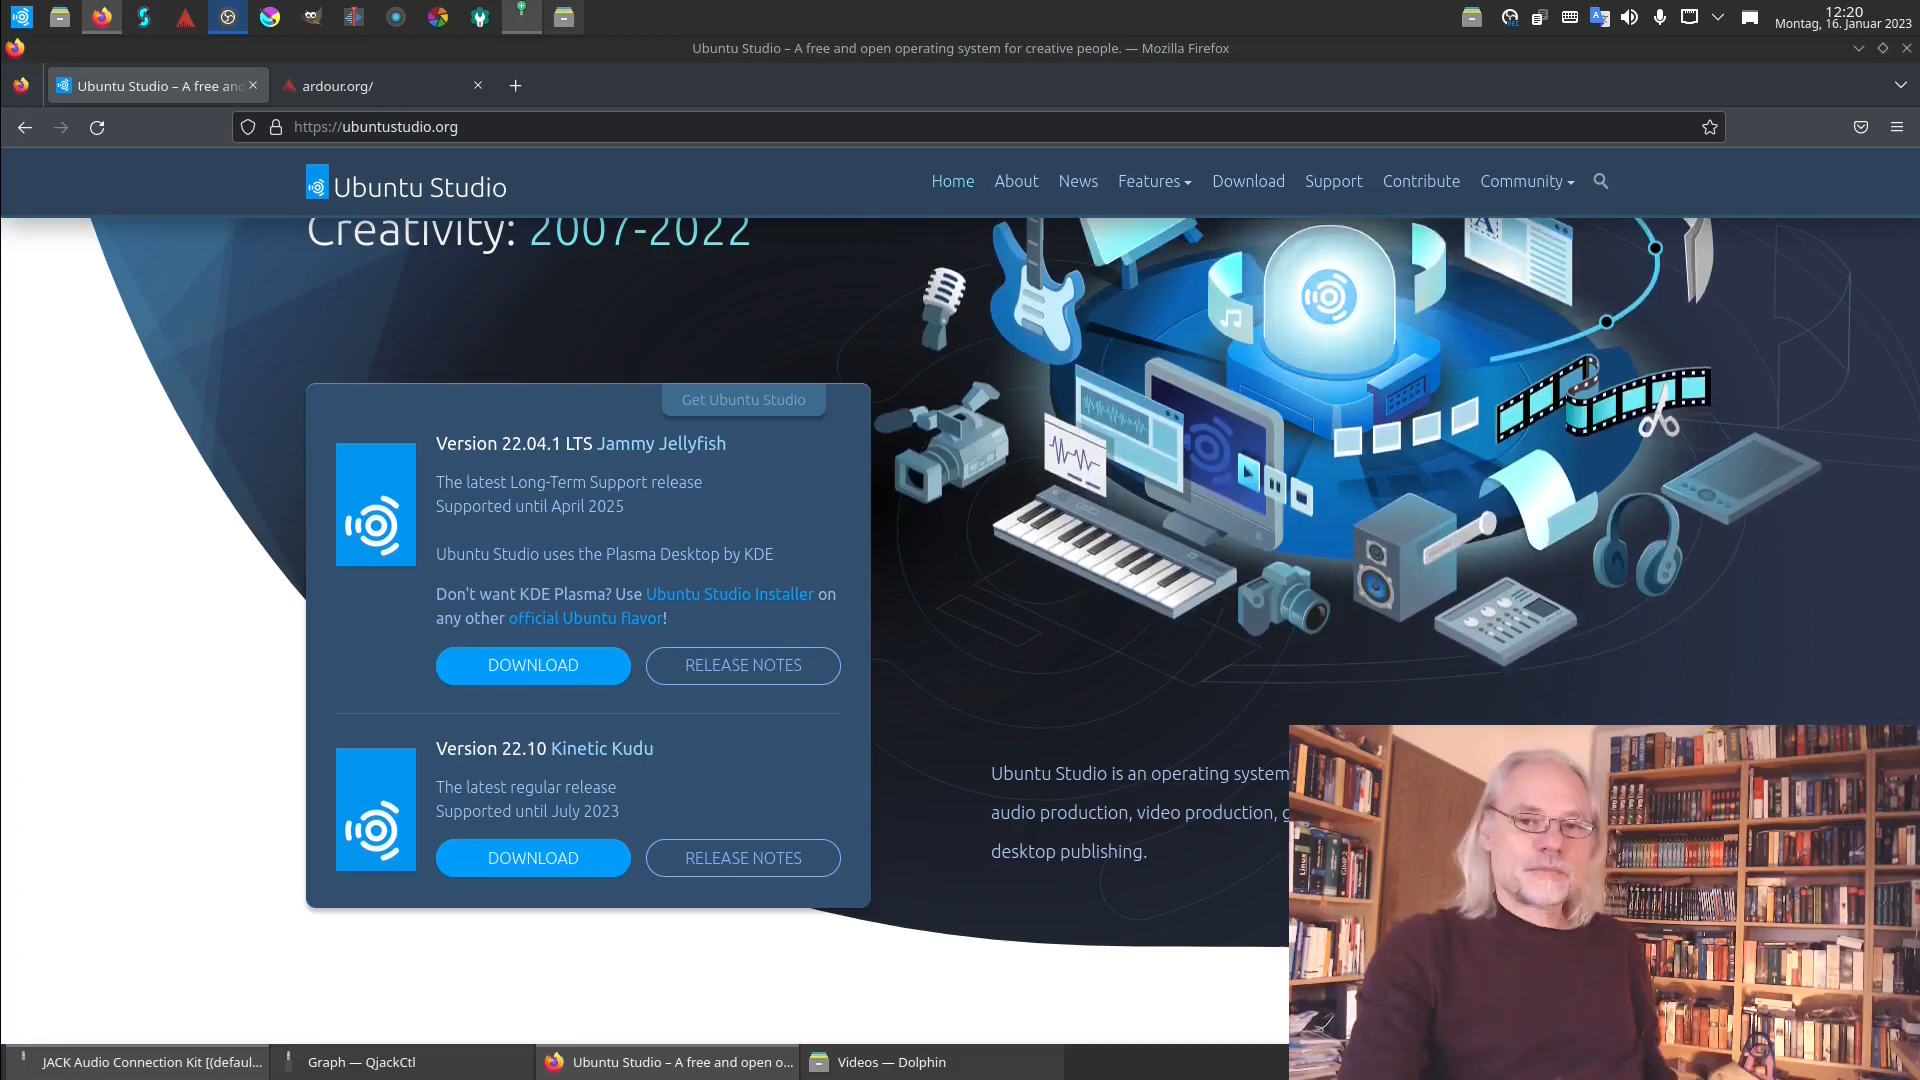 12:20
Montag, 16. Januar 2023
Ubuntu Studio – A free and open operating system for creative people. — Mozilla Firefox
Ubuntu Studio – A free and
ardour.org/
https://ubuntustudio.org
Ubuntu Studio
Home About News Features Download Support Contribute Community
Creativity: 2007-2022
Get Ubuntu Studio
Version 22.04.1 LTS Jammy Jellyfish
The latest Long-Term Support release
Supported until April 2025
Ubuntu Studio uses the Plasma Desktop by KDE
Don't want KDE Plasma? Use Ubuntu Studio Installer on
any other official Ubuntu flavor!
DOWNLOAD RELEASE NOTES
Version 22.10 Kinetic Kudu
The latest regular release
Supported until July 2023
DOWNLOAD RELEASE NOTES
Ubuntu Studio is an operating system
audio production, video production, g
desktop publishing.
JACK Audio Connection Kit [(defaul...
Graph — QjackCtl
Ubuntu Studio – A free and open o...
Videos — Dolphin